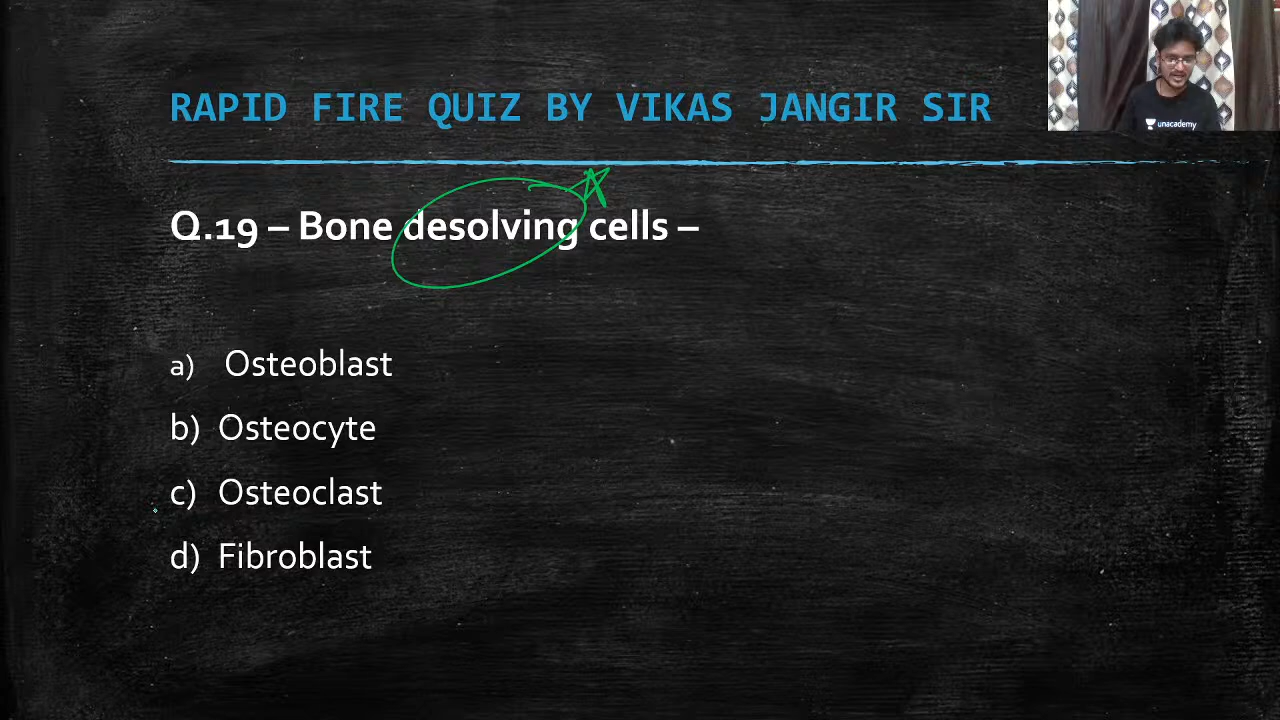 RAPID FIRE QUIZ BY VIKAS JANGIR SIR
unacademy
Q.19 – Bone desolving cells –
a) Osteoblast
b) Osteocyte
c) Osteoclast
d) Fibroblast